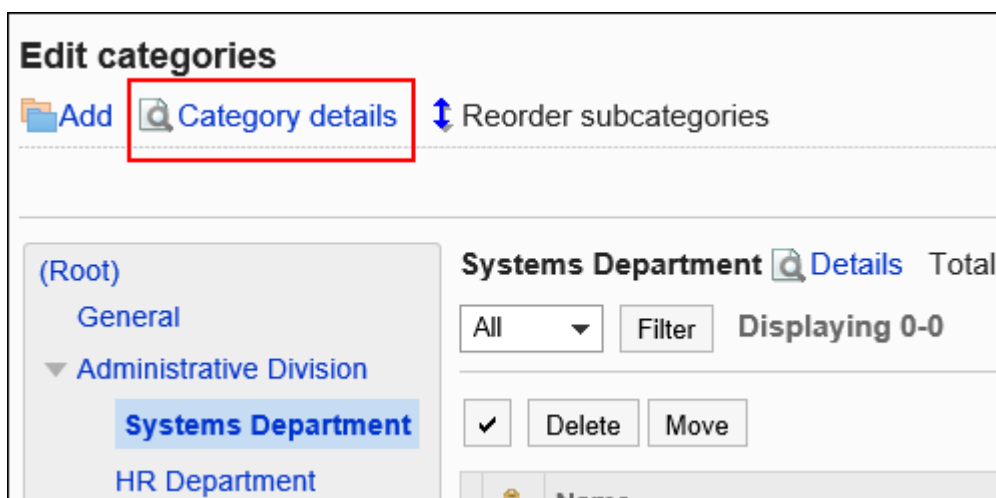 Edit categories
Add Category details Reorder subcategories
(Root)
General
Administrative Division
Systems Department
HR Department
Systems Department Details Total
All Filter Displaying 0-0
Delete Move
Name